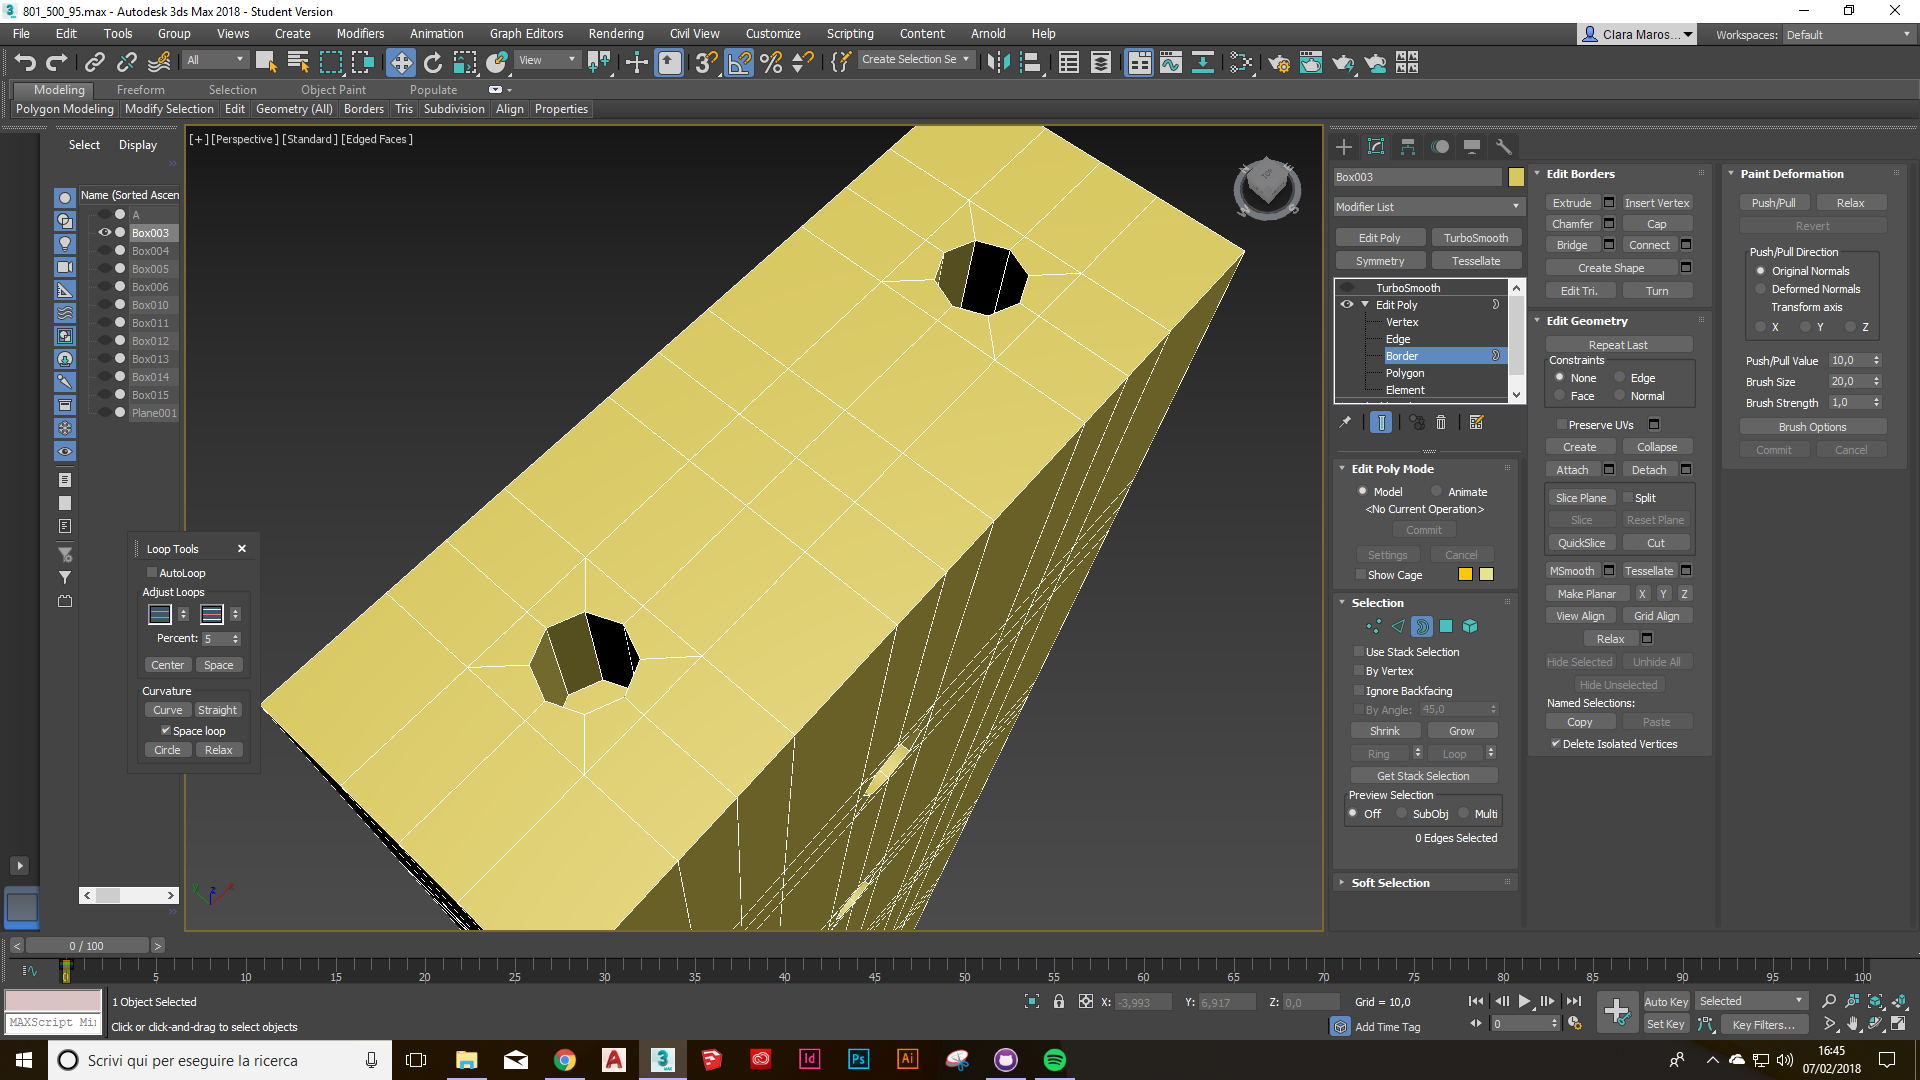 801_500_95.max - Autodesk 3ds Max 2018 - Student Version
File Edit Tools Group Views Create Modifiers Animation Graph Editors Rendering Civil View Customize Scripting Content Arnold Help
Clara Maros... Workspaces: Default
All View Create Selection Se
Modeling Freeform Selection Object Paint Populate
Polygon Modeling Modify Selection Edit Geometry (All) Borders Tris Subdivision Align Properties
Select Display
Name (Sorted Ascen
A
Box003
Box004
Box005
Box006
Box010
Box011
Box012
Box013
Box014
Box015
Plane001
Loop Tools
AutoLoop
Adjust Loops
Percent: 5
Center Space
Curvature
Curve Straight
Space loop
Circle Relax
[+] [Perspective] [Standard] [Edged Faces]
TOP
N E W S
Box003
Modifier List
Edit Poly TurboSmooth
Symmetry Tessellate
TurboSmooth
Edit Poly
Vertex
Edge
Border
Polygon
Element
Edit Poly Mode
Model Animate
<No Current Operation>
Commit
Settings Cancel
Show Cage
Selection
Use Stack Selection
By Vertex
Ignore Backfacing
By Angle: 45,0
Shrink Grow
Ring Loop
Get Stack Selection
Preview Selection
Off SubObj Multi
0 Edges Selected
Soft Selection
Edit Borders
Extrude Insert Vertex
Chamfer Cap
Bridge Connect
Create Shape
Edit Tri. Turn
Edit Geometry
Repeat Last
Constraints
None Edge
Face Normal
Preserve UVs
Create Collapse
Attach Detach
Slice Plane Split
Slice Reset Plane
QuickSlice Cut
MSmooth Tessellate
Make Planar X Y Z
View Align Grid Align
Relax
Hide Selected Unhide All
Hide Unselected
Named Selections:
Copy Paste
Delete Isolated Vertices
Paint Deformation
Push/Pull Relax
Revert
Push/Pull Direction
Original Normals
Deformed Normals
Transform axis
X Y Z
Push/Pull Value 10,0
Brush Size 20,0
Brush Strength 1,0
Brush Options
Commit Cancel
0 / 100
0 5 10 15 20 25 30 35 40 45 50 55 60 65 70 75 80 85 90 95 100
1 Object Selected
X: -3,993 Y: 6,917 Z: 0,0 Grid = 10,0
Auto Key Selected
MAXScript Mi
Click or click-and-drag to select objects
Add Time Tag
0
Set Key Key Filters...
Scrivi qui per eseguire la ricerca
16:45
07/02/2018